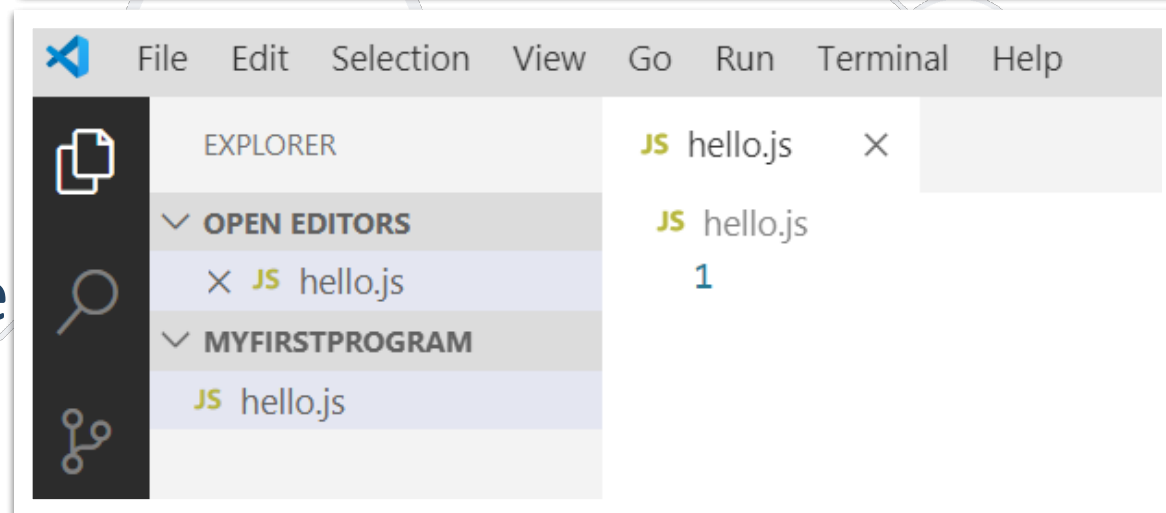 File Edit Selection View Go Run Terminal Help
EXPLORER
OPEN EDITORS
JS hello.js
MYFIRSTPROGRAM
JS hello.js
JS hello.js
JS hello.js
1
e